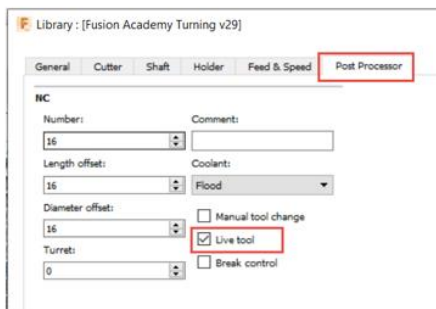 Library : [Fusion Academy Turning v29]
General Cutter Shaft Holder Feed & Speed Post Processor
NC
Number: Comment:
16
Length offset: Coolant:
16 Flood
Diameter offset:
16 Manual tool change
Live tool
Turret:
0 Break control